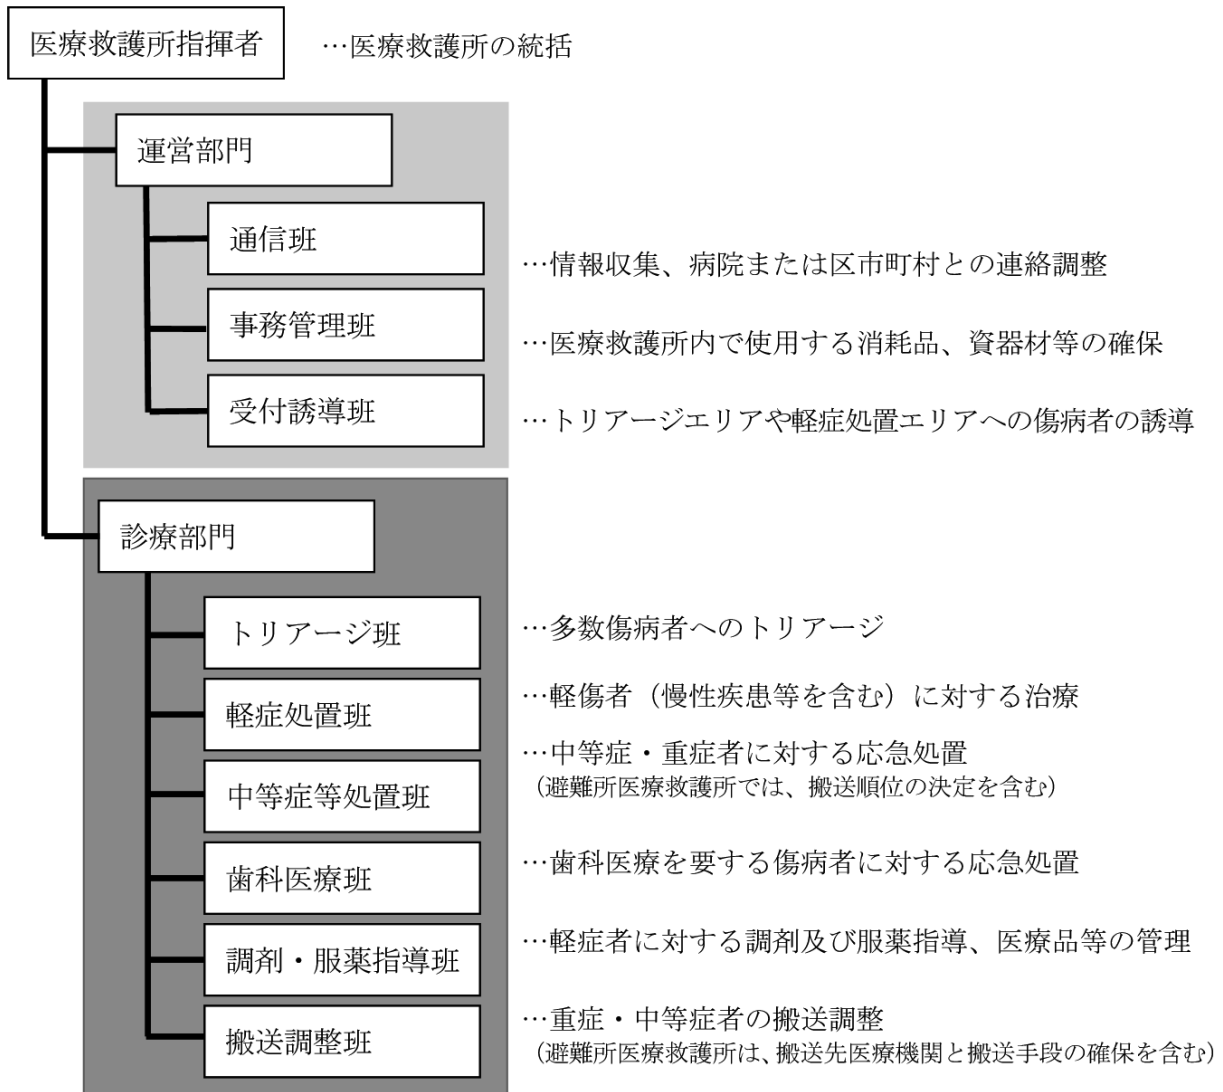 医療救護所指揮者 …医療救護所の統括
運営部門
通信班
…情報収集、病院または区市町村との連絡調整
事務管理班
…医療救護所内で使用する消耗品、資器材等の確保
受付誘導班
…トリアージエリアや軽症処置エリアへの傷病者の誘導
診療部門
トリアージ班 …多数傷病者へのトリアージ
軽症処置班 …軽傷者（慢性疾患等を含む）に対する治療
中等症等処置班 …中等症・重症者に対する応急処置
（避難所医療救護所では、搬送順位の決定を含む）
歯科医療班 …歯科医療を要する傷病者に対する応急処置
調剤・服薬指導班 …軽症者に対する調剤及び服薬指導、医療品等の管理
搬送調整班 …重症・中等症者の搬送調整
（避難所医療救護所は、搬送先医療機関と搬送手段の確保を含む）